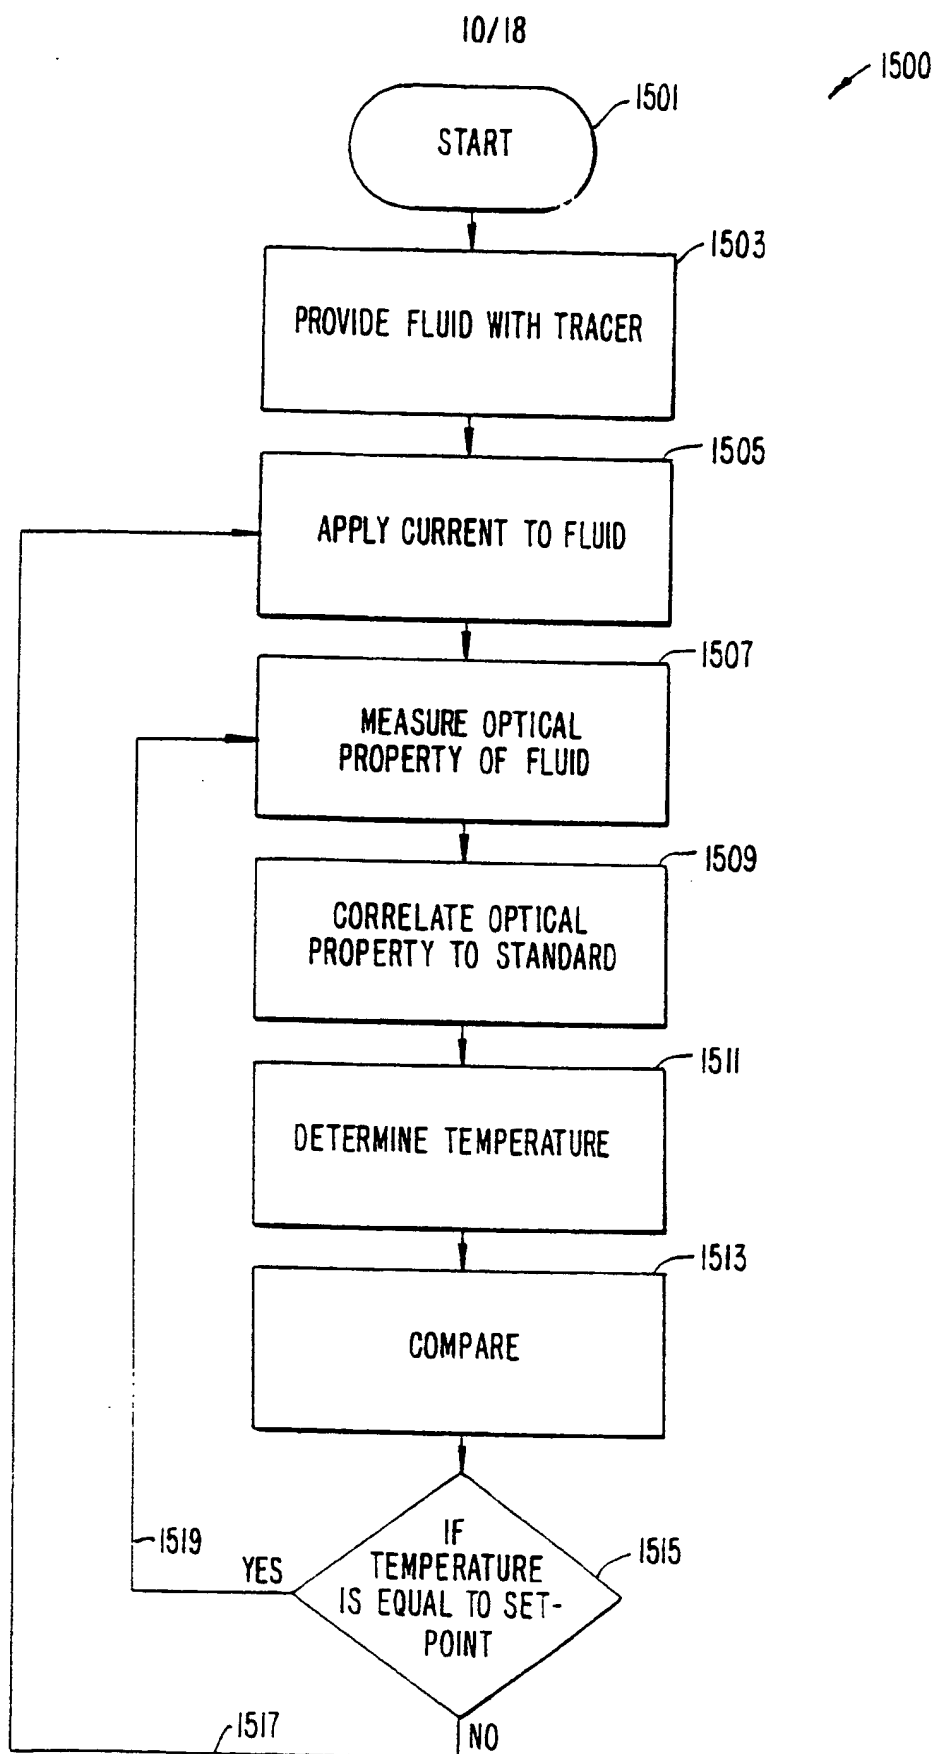 10/18
1500
1501
START
1503
PROVIDE FLUID WITH TRACER
1505
APPLY CURRENT TO FLUID
1507
MEASURE OPTICAL
PROPERTY OF FLUID
1509
CORRELATE OPTICAL
PROPERTY TO STANDARD
1511
DETERMINE TEMPERATURE
1513
COMPARE
1515
IF
TEMPERATURE
IS EQUAL TO SET-
POINT
1519
YES
1517
NO